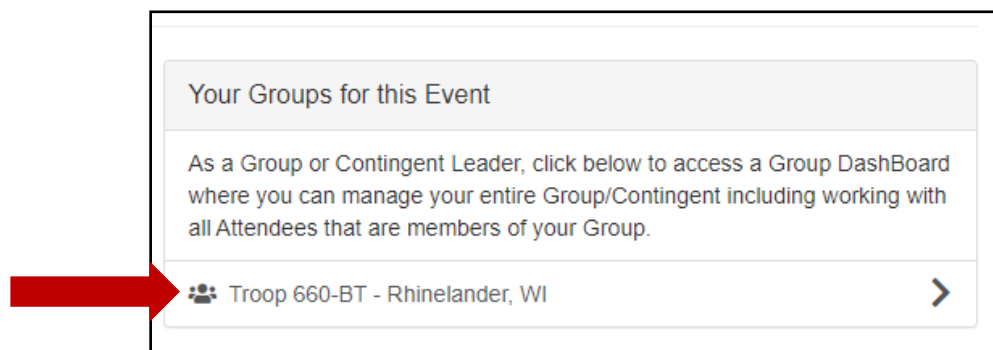 Your Groups for this Event
As a Group or Contingent Leader, click below to access a Group DashBoard
where you can manage your entire Group/Contingent including working with
all Attendees that are members of your Group.
Troop 660-BT - Rhinelander, WI